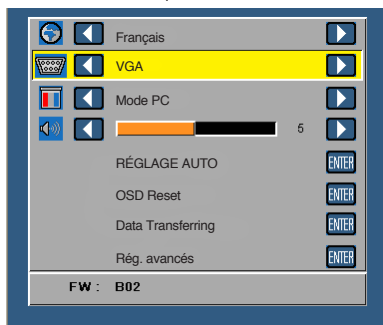 Français
VGA
Mode PC
5
RÉGLAGE AUTO ENTER
OSD Reset ENTER
Data Transferring ENTER
Rég. avancés ENTER
FW : B02